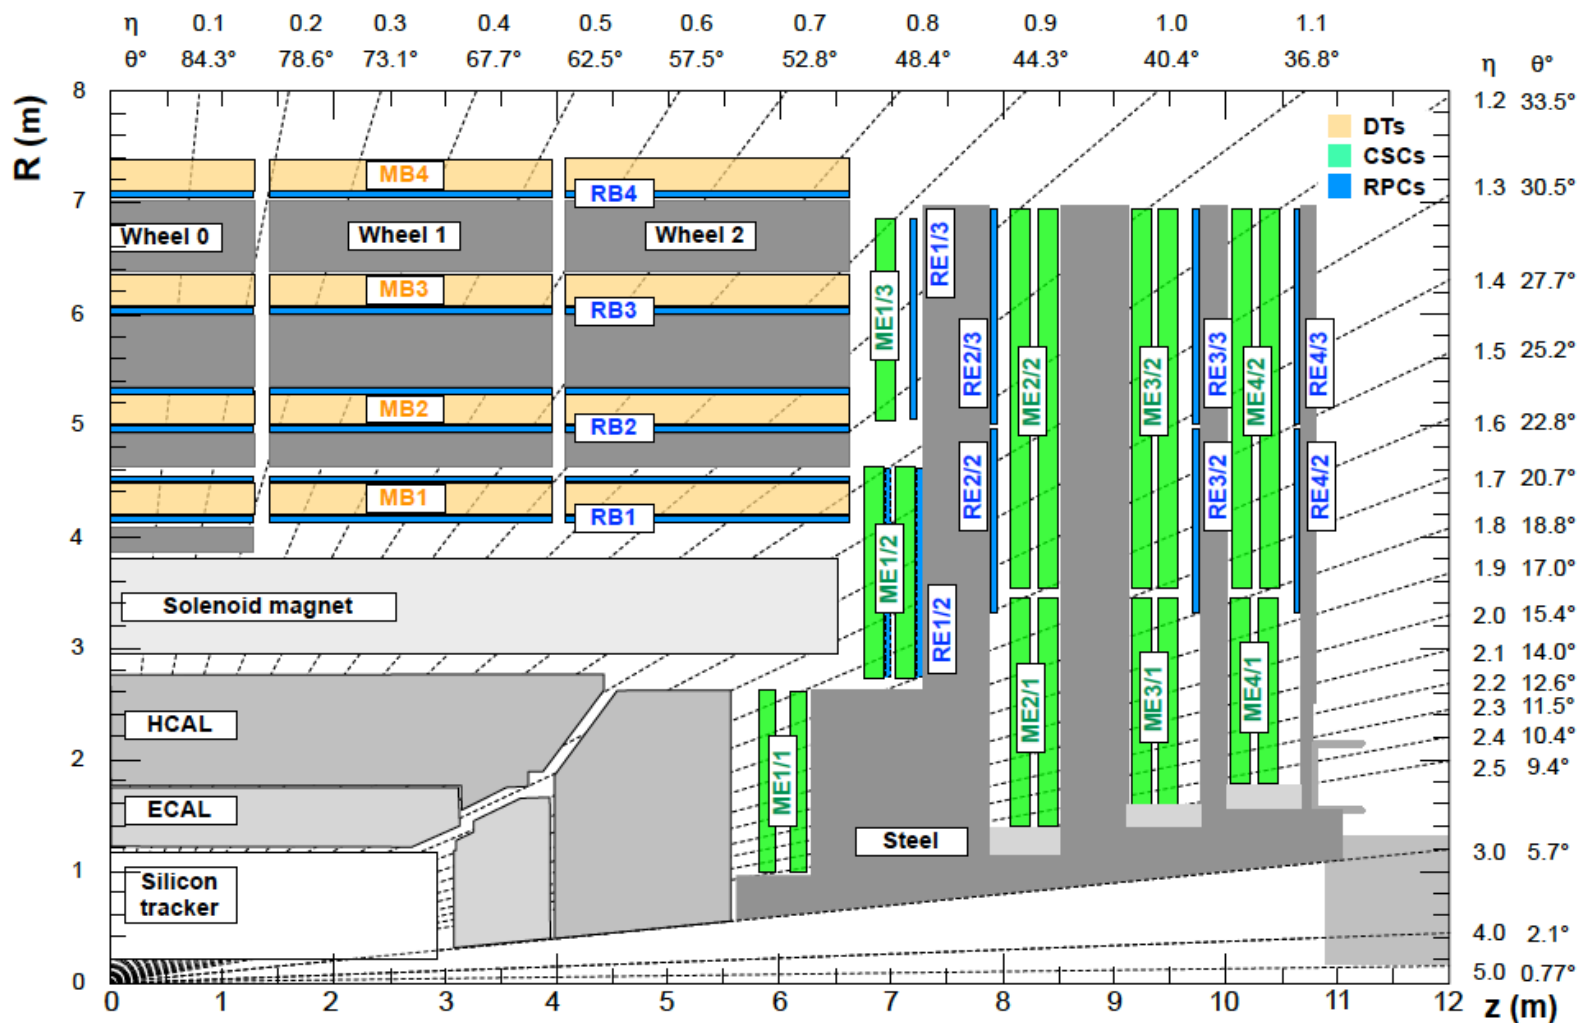 η 0.1 0.2 0.3 0.4 0.5 0.6 0.7 0.8 0.9 1.0 1.1
θ° 84.3° 78.6° 73.1° 67.7° 62.5° 57.5° 52.8° 48.4° 44.3° 40.4° 36.8° η θ°
R (m)
8
7
6
5
4
3
2
1
0
1.2 33.5°
1.3 30.5°
1.4 27.7°
1.5 25.2°
1.6 22.8°
1.7 20.7°
1.8 18.8°
1.9 17.0°
2.0 15.4°
2.1 14.0°
2.2 12.6°
2.3 11.5°
2.4 10.4°
2.5 9.4°
3.0 5.7°
4.0 2.1°
5.0 0.77°
DTs
CSCs
RPCs
MB4
RB4
Wheel 0
Wheel 1
Wheel 2
MB3
RB3
MB2
RB2
MB1
RB1
Solenoid magnet
HCAL
ECAL
Silicon
tracker
Steel
ME1/3
RE1/3
ME1/2
RE1/2
ME1/1
RE2/3
RE2/2
ME2/2
ME2/1
ME3/2
ME3/1
RE3/3
RE3/2
ME4/2
ME4/1
RE4/3
RE4/2
0 1 2 3 4 5 6 7 8 9 10 11 12 z (m)